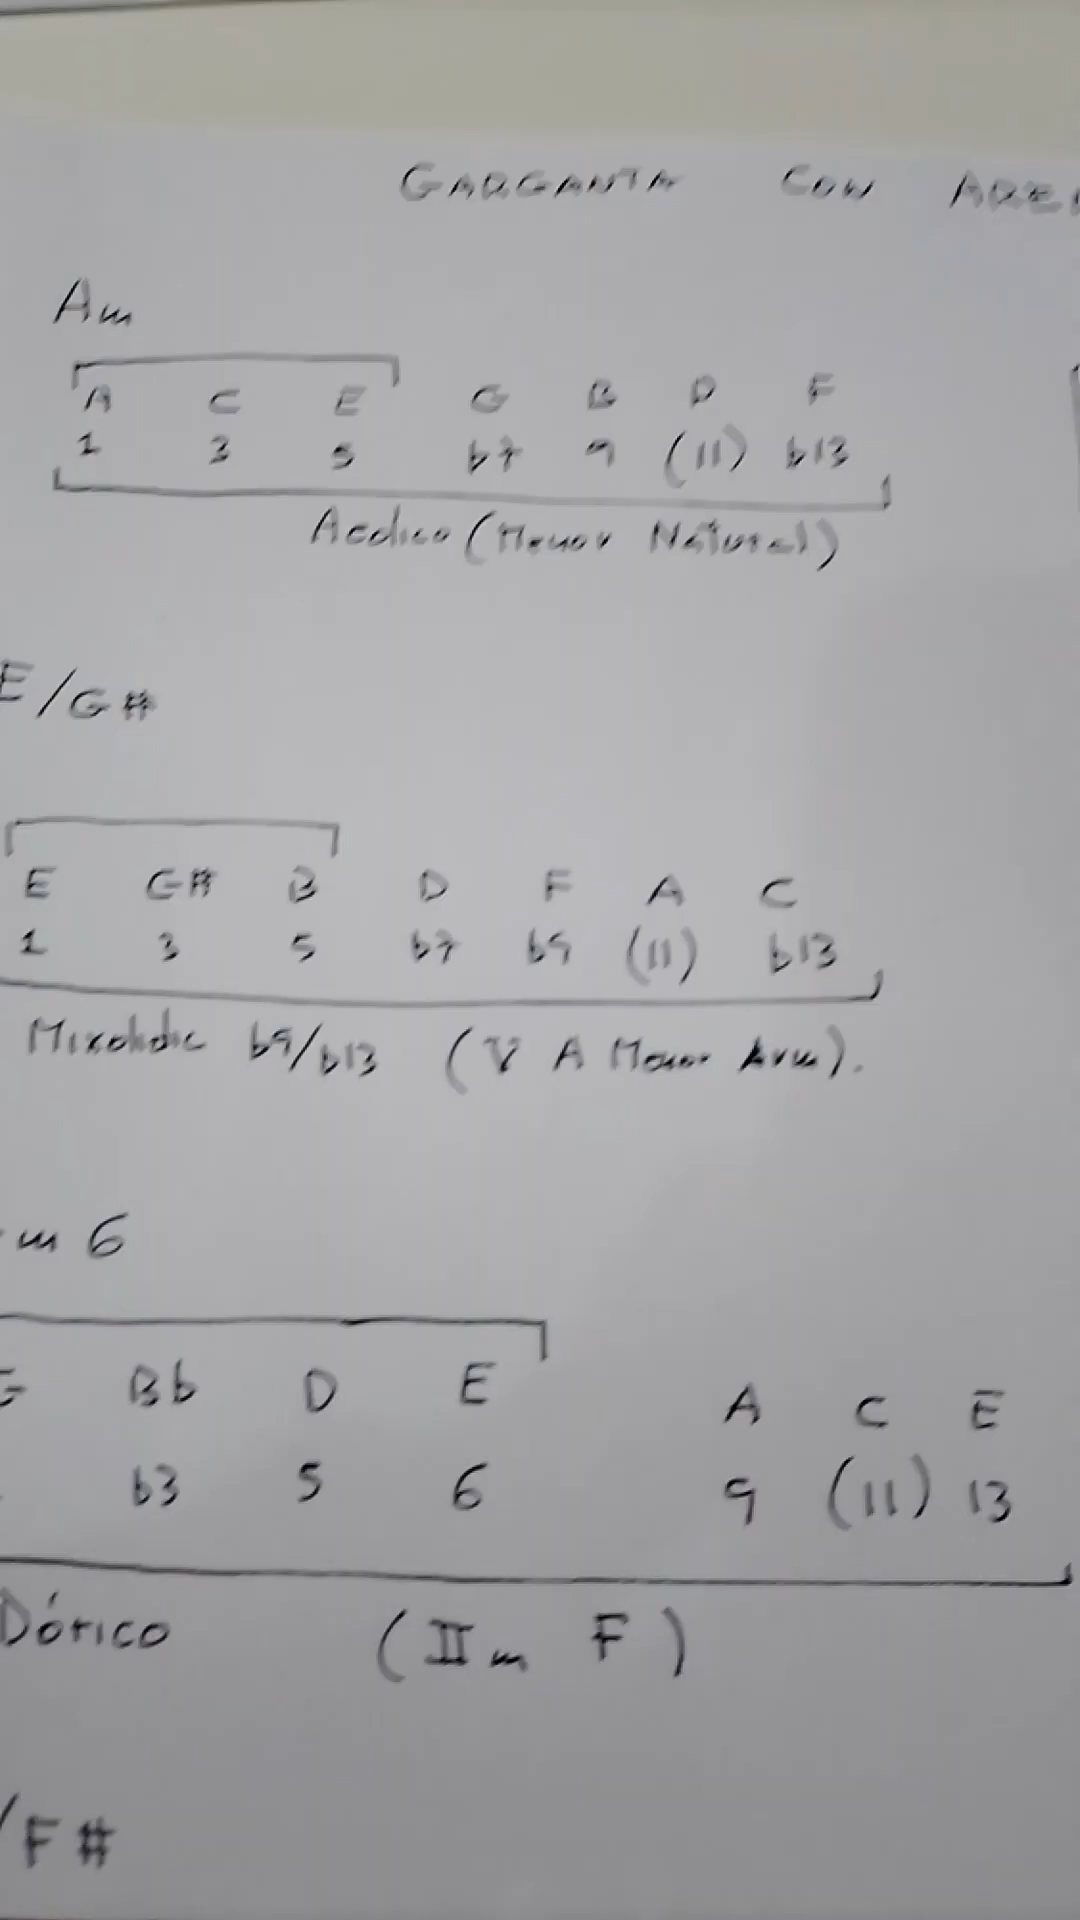 GARGANTA CON ARE
Am
A C E G B D F
1 3 5 b7 9 (11) b13
Aeolico (Menor Natural)
E/G#
E G# B D F A C
1 3 5 b7 b9 (11) b13
Mixolidio b9/b13 (V A Menor Arm).
m6
G Bb D E A C E
b3 5 6 9 (11) 13
Dórico (IIm F)
/F#